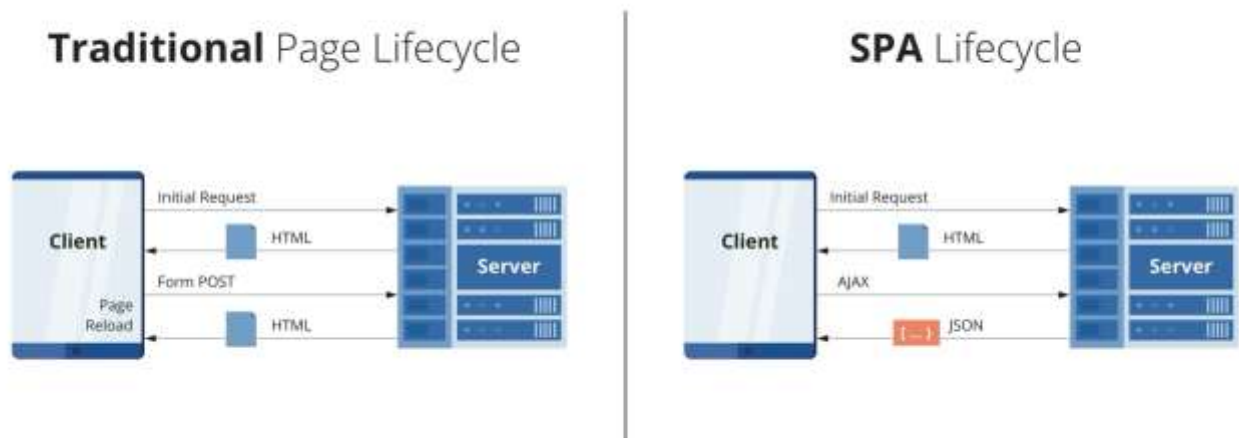 Traditional Page Lifecycle
Initial Request
HTML
Client
Server
Form POST
Page
Reload
HTML
SPA Lifecycle
Initial Request
HTML
Client
Server
AJAX
{ ... }
JSON